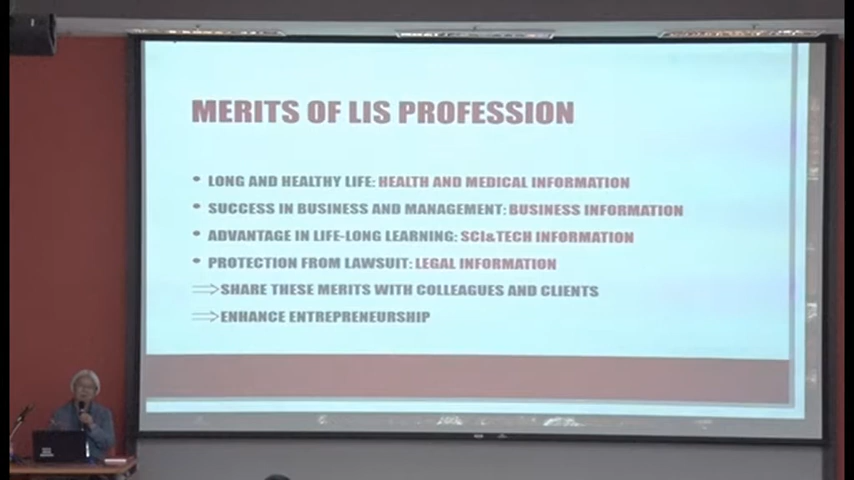 MERITS OF LIS PROFESSION
• LONG AND HEALTHY LIFE: HEALTH AND MEDICAL INFORMATION
• SUCCESS IN BUSINESS AND MANAGEMENT: BUSINESS INFORMATION
• ADVANTAGE IN LIFE-LONG LEARNING: SCI&TECH INFORMATION
• PROTECTION FROM LAWSUIT: LEGAL INFORMATION
⇒SHARE THESE MERITS WITH COLLEAGUES AND CLIENTS
⇒ENHANCE ENTREPRENEURSHIP